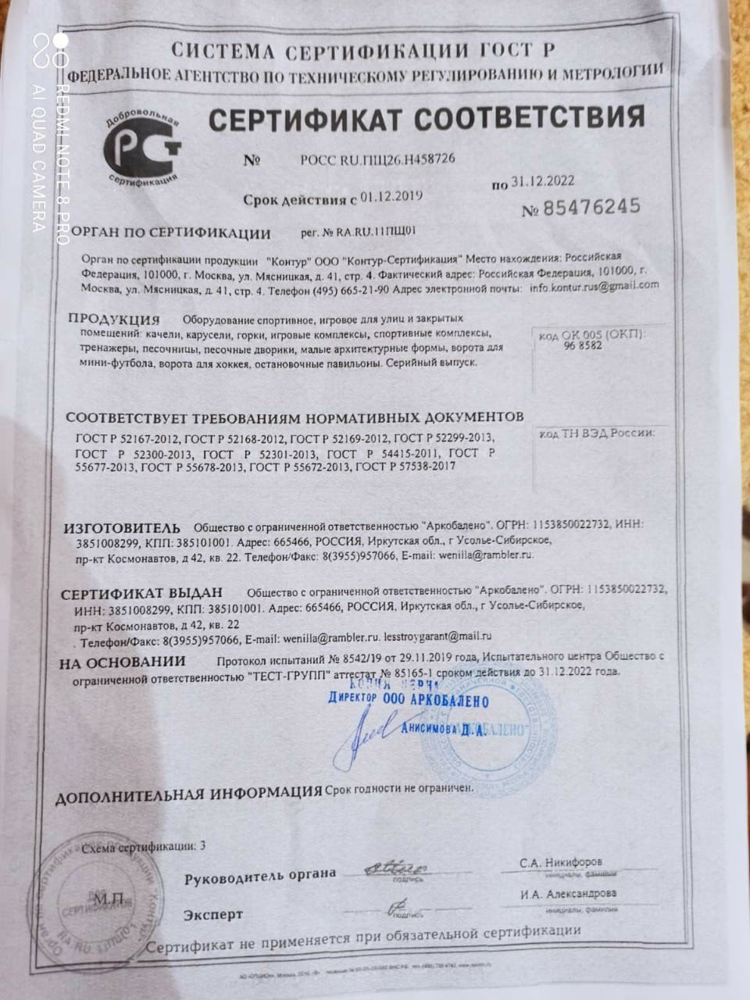 СИСТЕМА СЕРТИФИКАЦИИ ГОСТ Р
ФЕДЕРАЛЬНОЕ АГЕНТСТВО ПО ТЕХНИЧЕСКОМУ РЕГУЛИРОВАНИЮ И МЕТРОЛОГИИ
Добровольная
РСТ
сертификация
СЕРТИФИКАТ СООТВЕТСТВИЯ
№ РОСС RU.ПЩ26.Н458726
Срок действия с 01.12.2019 по 31.12.2022
№ 85476245
ОРГАН ПО СЕРТИФИКАЦИИ рег. № RA.RU.11ПЩ01
Орган по сертификации продукции "Контур" ООО "Контур-Сертификация" Место нахождения: Российская
Федерация, 101000, г. Москва, ул. Мясницкая, д. 41, стр. 4. Фактический адрес: Российская Федерация, 101000, г.
Москва, ул. Мясницкая, д. 41, стр. 4. Телефон (495) 665-21-90 Адрес электронной почты: info.kontur.rus@gmail.com
ПРОДУКЦИЯ Оборудование спортивное, игровое для улиц и закрытых
помещений: качели, карусели, горки, игровые комплексы, спортивные комплексы,
тренажеры, песочницы, песочные дворики, малые архитектурные формы, ворота для
мини-футбола, ворота для хоккея, остановочные павильоны. Серийный выпуск.
код ОК 005 (ОКП):
96 8582
СООТВЕТСТВУЕТ ТРЕБОВАНИЯМ НОРМАТИВНЫХ ДОКУМЕНТОВ
ГОСТ Р 52167-2012, ГОСТ Р 52168-2012, ГОСТ Р 52169-2012, ГОСТ Р 52299-2013,
ГОСТ Р 52300-2013, ГОСТ Р 52301-2013, ГОСТ Р 54415-2011, ГОСТ Р
55677-2013, ГОСТ Р 55678-2013, ГОСТ Р 55672-2013, ГОСТ Р 57538-2017
код ТН ВЭД России:
ИЗГОТОВИТЕЛЬ Общество с ограниченной ответственностью "Аркобалено". ОГРН: 1153850022732, ИНН:
3851008299, КПП: 385101001. Адрес: 665466, РОССИЯ, Иркутская обл., г Усолье-Сибирское,
пр-кт Космонавтов, д 42, кв. 22. Телефон/Факс: 8(3955)957066, E-mail: wenilla@rambler.ru.
СЕРТИФИКАТ ВЫДАН Общество с ограниченной ответственностью "Аркобалено". ОГРН: 1153850022732,
ИНН: 3851008299, КПП: 385101001. Адрес: 665466, РОССИЯ, Иркутская обл., г Усолье-Сибирское,
пр-кт Космонавтов, д 42, кв. 22
. Телефон/Факс: 8(3955)957066, E-mail: wenilla@rambler.ru. lesstroygarant@mail.ru
НА ОСНОВАНИИ Протокол испытаний № 8542/19 от 29.11.2019 года, Испытательного центра Общество с
ограниченной ответственностью "ТЕСТ-ГРУПП" аттестат № 85165-1 сроком действия до 31.12.2022 года.
КОПИЯ ВЕРНА
ДИРЕКТОР ООО АРКОБАЛЕНО
АНИСИМОВА Д.А.
ДОПОЛНИТЕЛЬНАЯ ИНФОРМАЦИЯ Срок годности не ограничен.
Схема сертификации: 3
М.П.
ДЛЯ
СЕРТИФИКАТОВ
RA.RU.11ПЩ01
Руководитель органа
подпись
С.А. Никифоров
инициалы, фамилия
Эксперт
подпись
И.А. Александрова
инициалы, фамилия
Сертификат не применяется при обязательной сертификации
REDMI NOTE 8 PRO
AI QUAD CAMERA